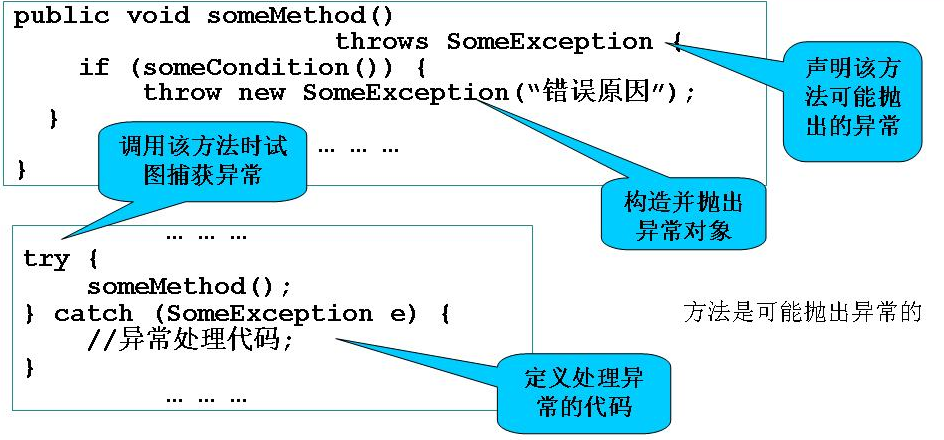 public void someMethod()
throws SomeException {
if (someCondition()) {
throw new SomeException(“错误原因”);
}
… … …
}
声明该方
法可能抛
出的异常
调用该方法时试
图捕获异常
构造并抛出
异常对象
… … …
try {
someMethod();
} catch (SomeException e) {
//异常处理代码;
}
… … …
方法是可能抛出异常的
定义处理异
常的代码